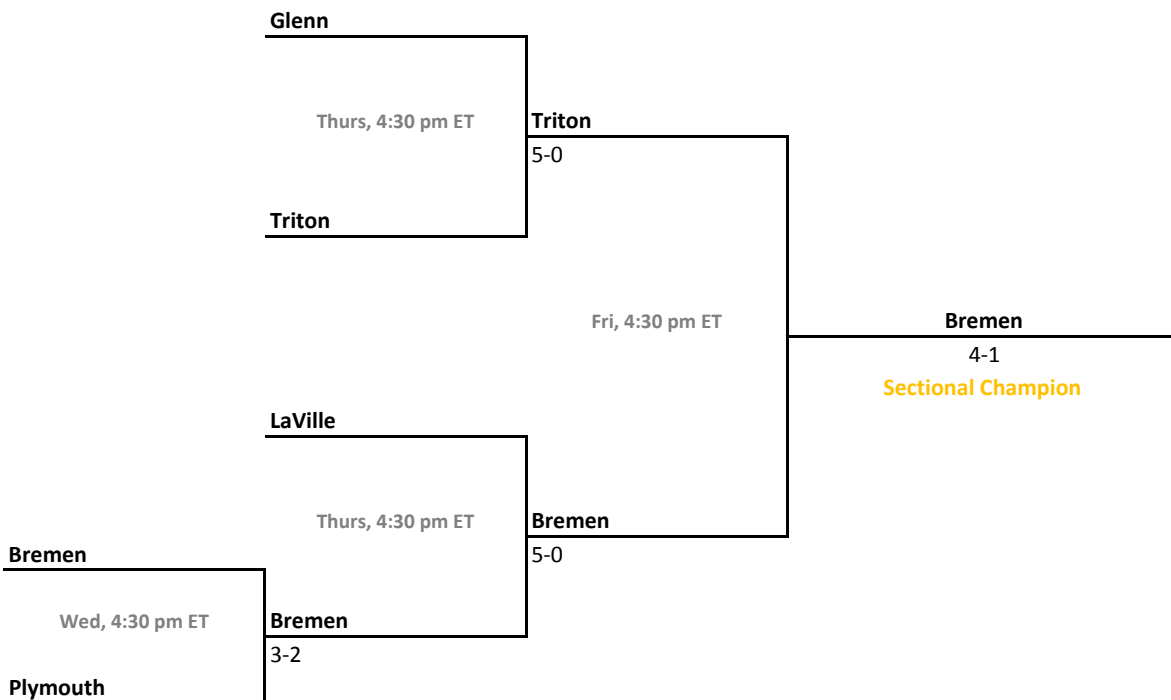 Glenn
Thurs, 4:30 pm ET
Triton
5-0
Triton
Fri, 4:30 pm ET
Bremen
4-1
Sectional Champion
LaVille
Thurs, 4:30 pm ET
Bremen
5-0
Bremen
Wed, 4:30 pm ET
Bremen
3-2
Plymouth